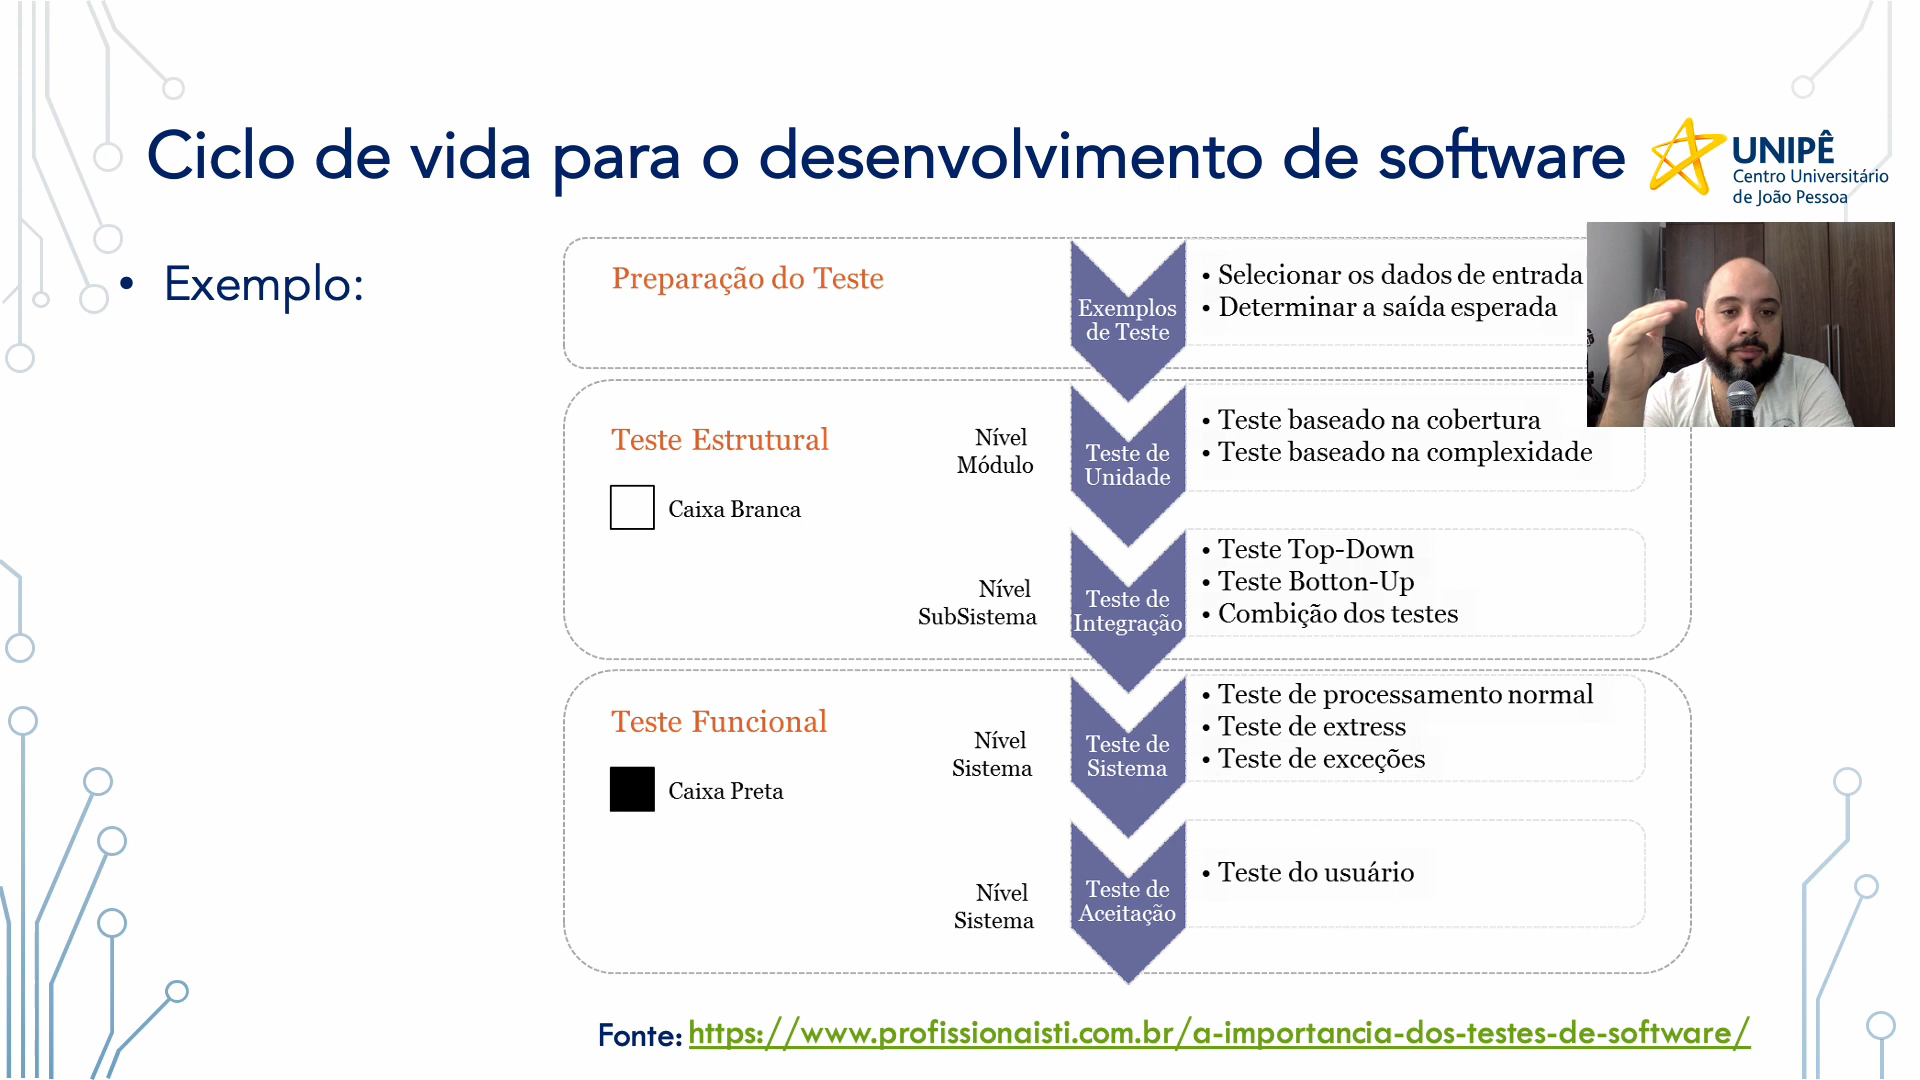 Ciclo de vida para o desenvolvimento de software
UNIPÊ
Centro Universitário
de João Pessoa
• Exemplo:
Preparação do Teste
Exemplos
de Teste
• Selecionar os dados de entrada
• Determinar a saída esperada
Teste Estrutural
Caixa Branca
Nível
Módulo
Teste de
Unidade
• Teste baseado na cobertura
• Teste baseado na complexidade
Nível
SubSistema
Teste de
Integração
• Teste Top-Down
• Teste Botton-Up
• Combição dos testes
Teste Funcional
Caixa Preta
Nível
Sistema
Teste de
Sistema
• Teste de processamento normal
• Teste de extress
• Teste de exceções
Nível
Sistema
Teste de
Aceitação
• Teste do usuário
Fonte: https://www.profissionaisti.com.br/a-importancia-dos-testes-de-software/